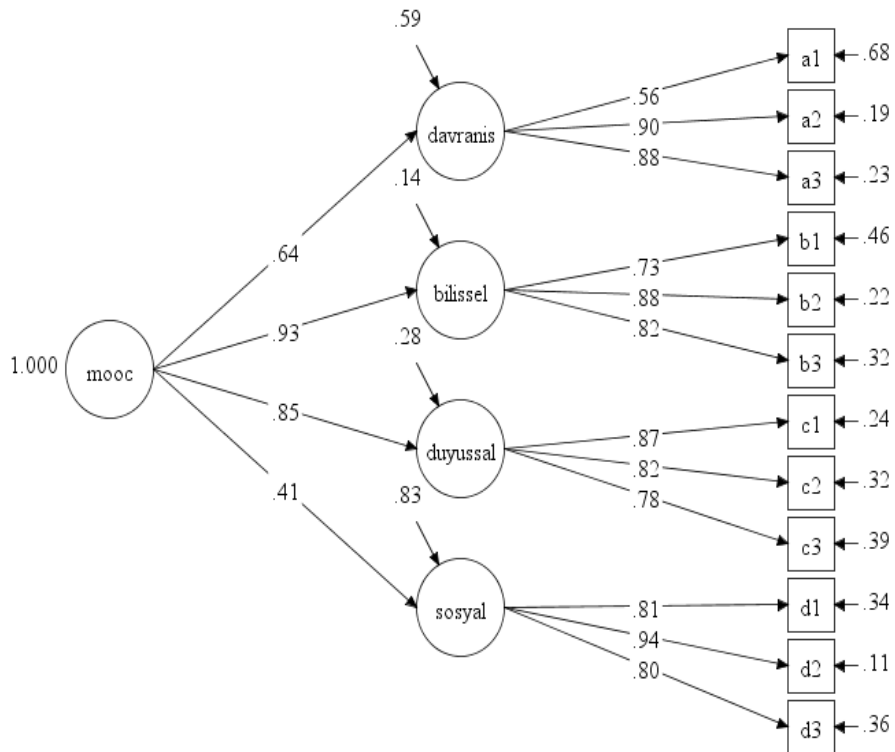 .59
a1
.68
.56
a2
.19
.90
davranis
.88
a3
.23
.14
b1
.46
.64
.73
bilissel
.88
b2
.22
.82
.93
.28
b3
.32
1.000
mooc
c1
.24
.85
.87
duyussal
.82
c2
.32
.78
.41
.83
c3
.39
d1
.34
.81
sosyal
.94
d2
.11
.80
d3
.36